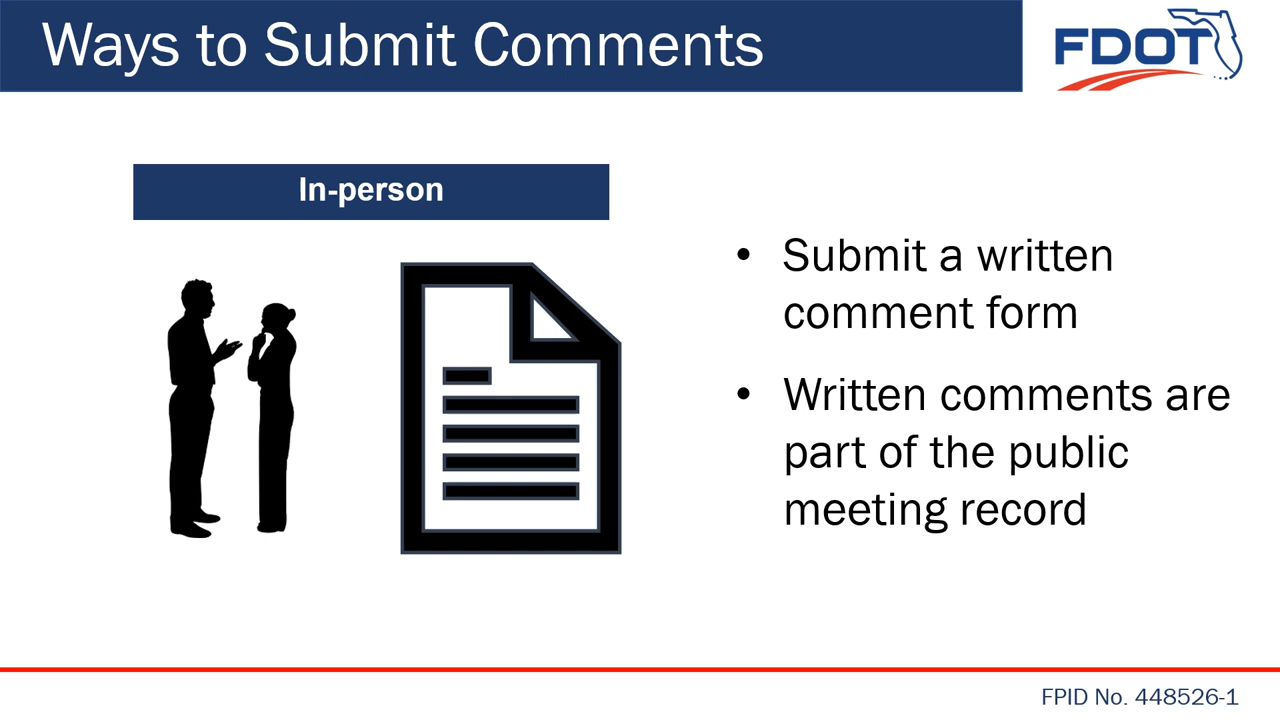 Ways to Submit Comments
FDOT
In-person
• Submit a written
comment form
• Written comments are
part of the public
meeting record
FPID No. 448526-1